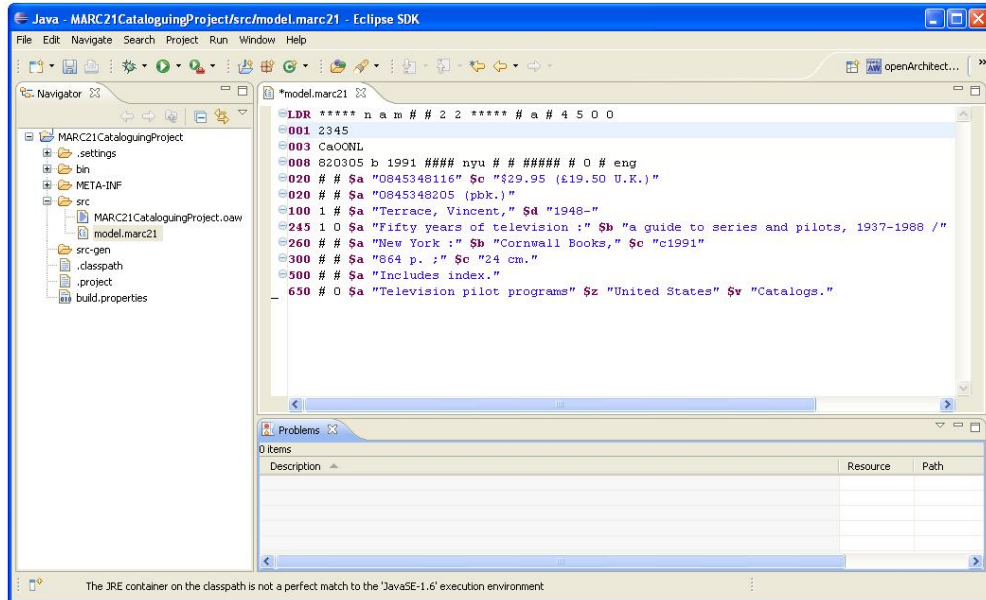 Java - MARC21CataloguingProject/src/model.marc21 - Eclipse SDK
File Edit Navigate Search Project Run Window Help
openArchitect... »
Navigator
*model.marc21
MARC21CataloguingProject
.settings
bin
META-INF
src
MARC21CataloguingProject.oaw
model.marc21
src-gen
.classpath
.project
build.properties
LDR ***** n a m # # 2 2 ***** # a # 4 5 0 0
001 2345
003 CaOONL
008 820305 b 1991 #### nyu # # ##### # 0 # eng
020 # # $a "0845348116" $c "$29.95 (£19.50 U.K.)"
020 # # $a "0845348205 (pbk.)"
100 1 # $a "Terrace, Vincent," $d "1948-"
245 1 0 $a "Fifty years of television :" $b "a guide to series and pilots, 1937-1988 /"
260 # # $a "New York :" $b "Cornwall Books," $c "c1991"
300 # # $a "864 p. ;" $c "24 cm."
500 # # $a "Includes index."
650 # 0 $a "Television pilot programs" $z "United States" $v "Catalogs."
Problems
0 items
Description Resource Path
The JRE container on the classpath is not a perfect match to the 'JavaSE-1.6' execution environment